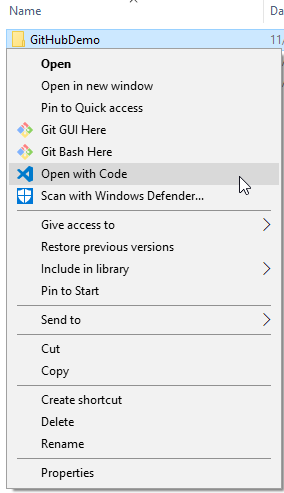 Name Da
GitHubDemo 11/
Open
Open in new window
Pin to Quick access
Git GUI Here
Git Bash Here
Open with Code
Scan with Windows Defender...
Give access to
Restore previous versions
Include in library
Pin to Start
Send to
Cut
Copy
Create shortcut
Delete
Rename
Properties